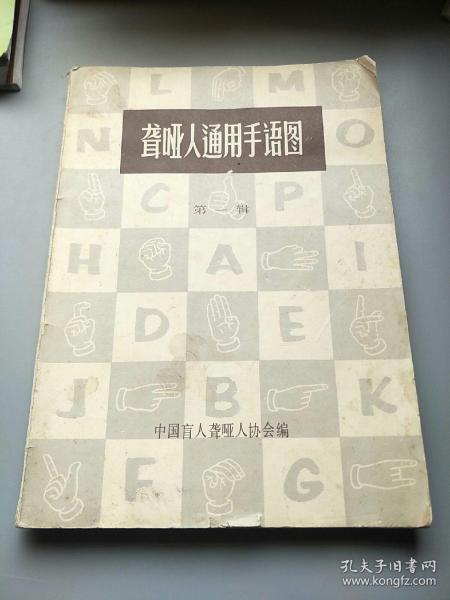 L M
N O
聋哑人通用手语图
C P
第一辑
H A I
D E
J B K
中国盲人聋哑人协会编
F G
孔夫子旧书网
www.kongfz.com